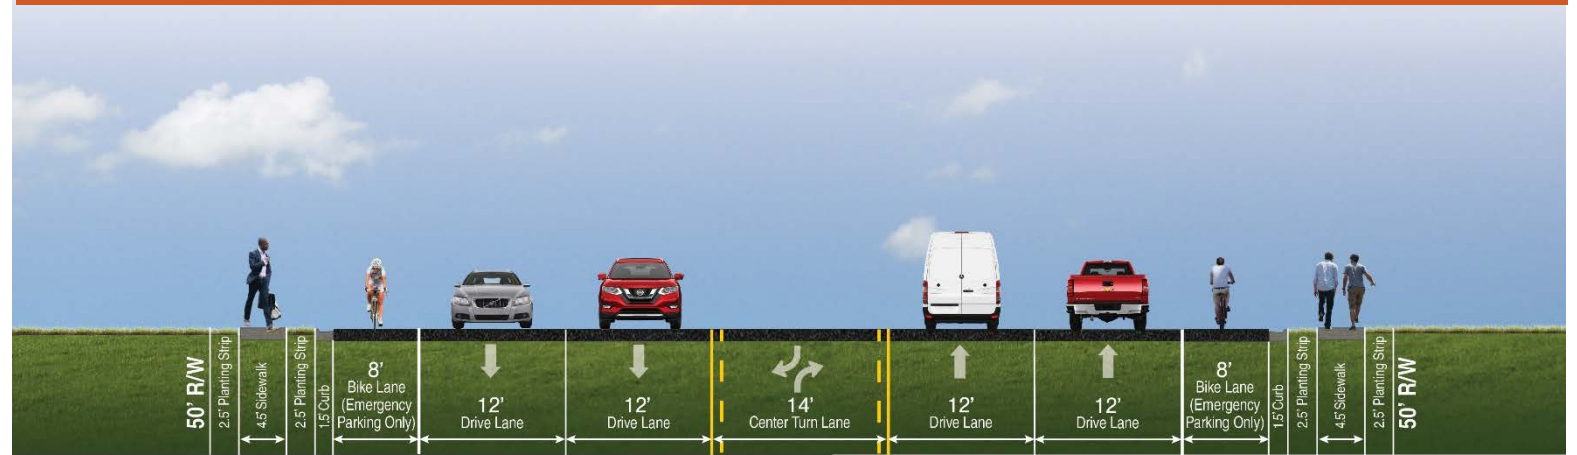 50' R/W
2.5' Planting Strip
4.5' Sidewalk
2.5' Planting Strip
1.5' Curb
8'
Bike Lane
(Emergency
Parking Only)
12'
Drive Lane
12'
Drive Lane
14'
Center Turn Lane
12'
Drive Lane
12'
Drive Lane
8'
Bike Lane
(Emergency
Parking Only)
1.5' Curb
2.5' Planting Strip
4.5' Sidewalk
2.5' Planting Strip
50' R/W